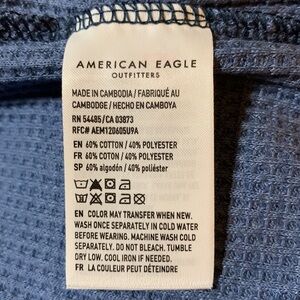 AMERICAN EAGLE
OUTFITTERS
MADE IN CAMBODIA / FABRIQUÉ AU
CAMBODGE / HECHO EN CAMBOYA
RN 54485/CA 03873
RFC# AEM120605U9A
EN 60% COTTON / 40% POLYESTER
FR 60% COTON / 40% POLYESTER
SP 60% algodón / 40% poliéster
EN COLOR MAY TRANSFER WHEN NEW.
WASH ONCE SEPARATELY IN COLD WATER
BEFORE WEARING. MACHINE WASH COLD
SEPARATELY. DO NOT BLEACH. TUMBLE
DRY LOW. COOL IRON IF NEEDED.
FR LA COULEUR PEUT DÉTEINDRE